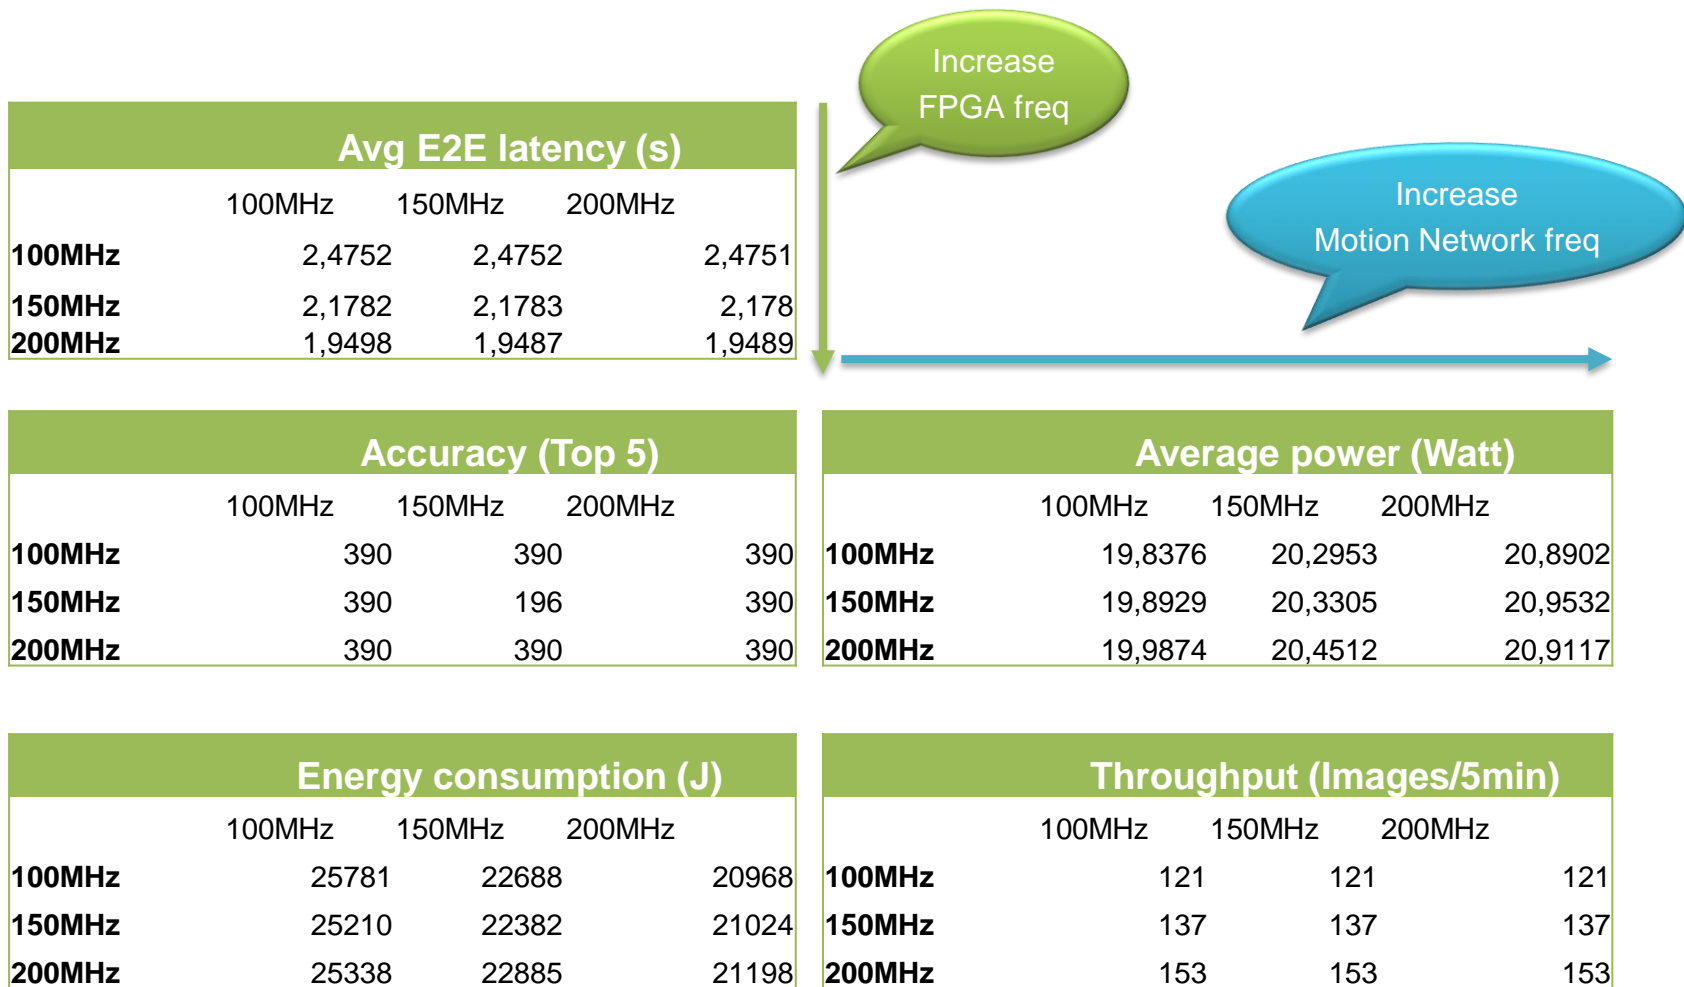 Increase
FPGA freq
Increase
Motion Network freq
Avg E2E latency (s)
100MHz 150MHz 200MHz
100MHz 2,4752 2,4752 2,4751
150MHz 2,1782 2,1783 2,178
200MHz 1,9498 1,9487 1,9489
Accuracy (Top 5)
100MHz 150MHz 200MHz
100MHz 390 390 390
150MHz 390 196 390
200MHz 390 390 390
Average power (Watt)
100MHz 150MHz 200MHz
100MHz 19,8376 20,2953 20,8902
150MHz 19,8929 20,3305 20,9532
200MHz 19,9874 20,4512 20,9117
Energy consumption (J)
100MHz 150MHz 200MHz
100MHz 25781 22688 20968
150MHz 25210 22382 21024
200MHz 25338 22885 21198
Throughput (Images/5min)
100MHz 150MHz 200MHz
100MHz 121 121 121
150MHz 137 137 137
200MHz 153 153 153